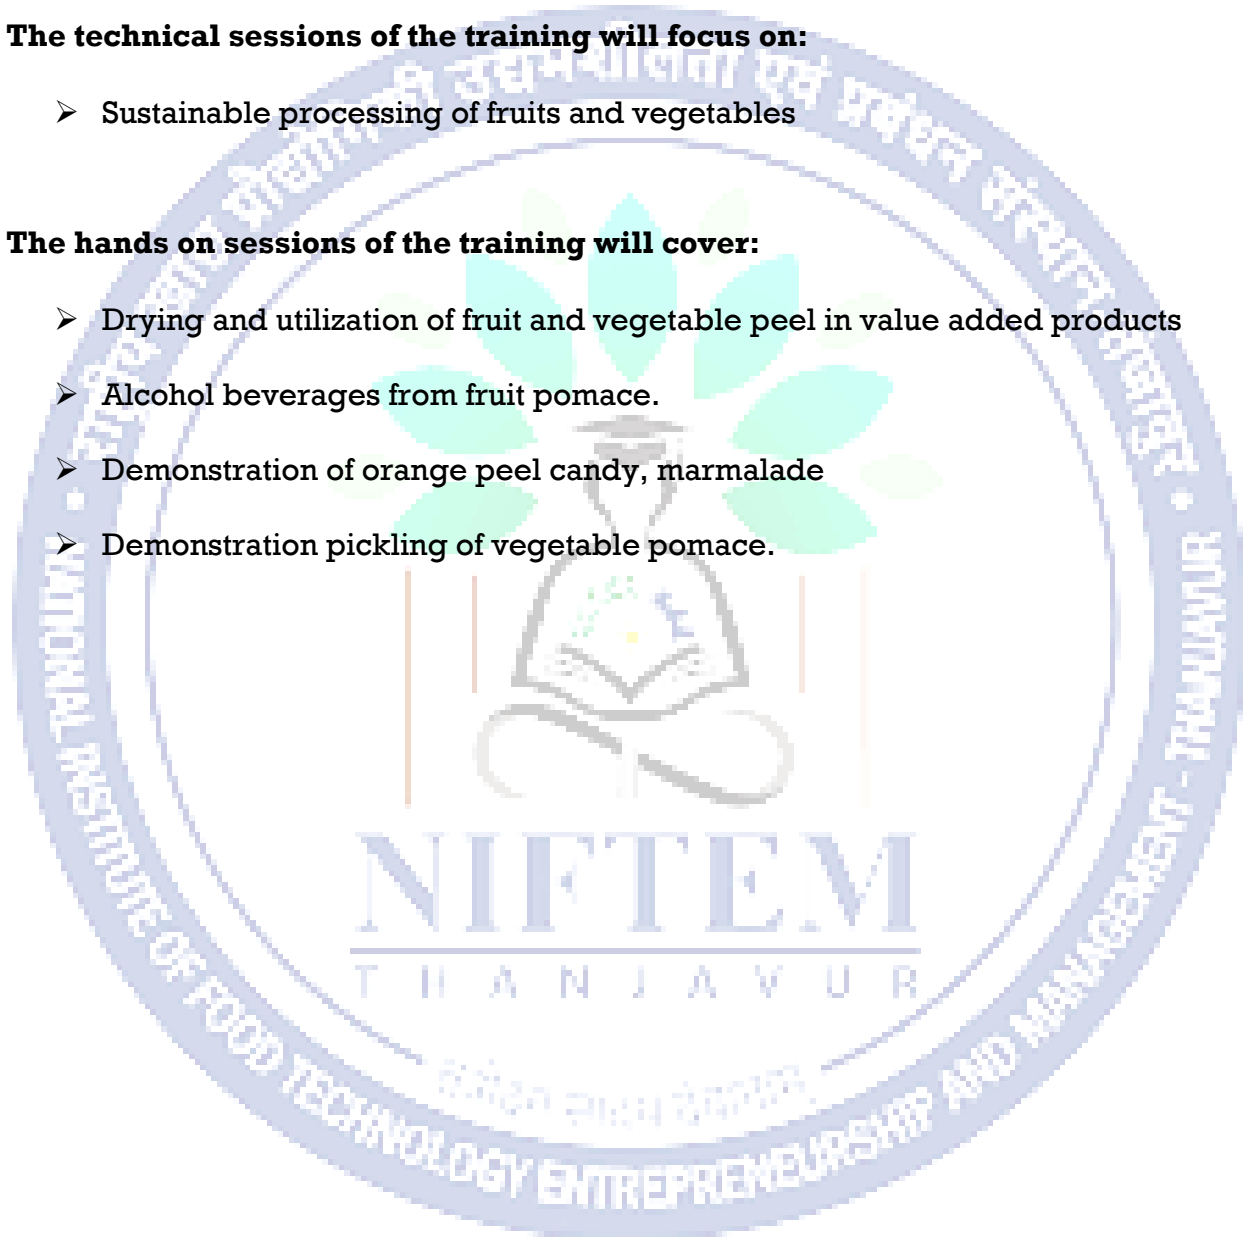 The technical sessions of the training will focus on:
➢ Sustainable processing of fruits and vegetables
The hands on sessions of the training will cover:
➢ Drying and utilization of fruit and vegetable peel in value added products
➢ Alcohol beverages from fruit pomace.
➢ Demonstration of orange peel candy, marmalade
➢ Demonstration pickling of vegetable pomace.
NIFTEM
THANJAVUR
NATIONAL INSTITUTE OF FOOD TECHNOLOGY ENTREPRENEURSHIP AND MANAGEMENT - THANJAVUR